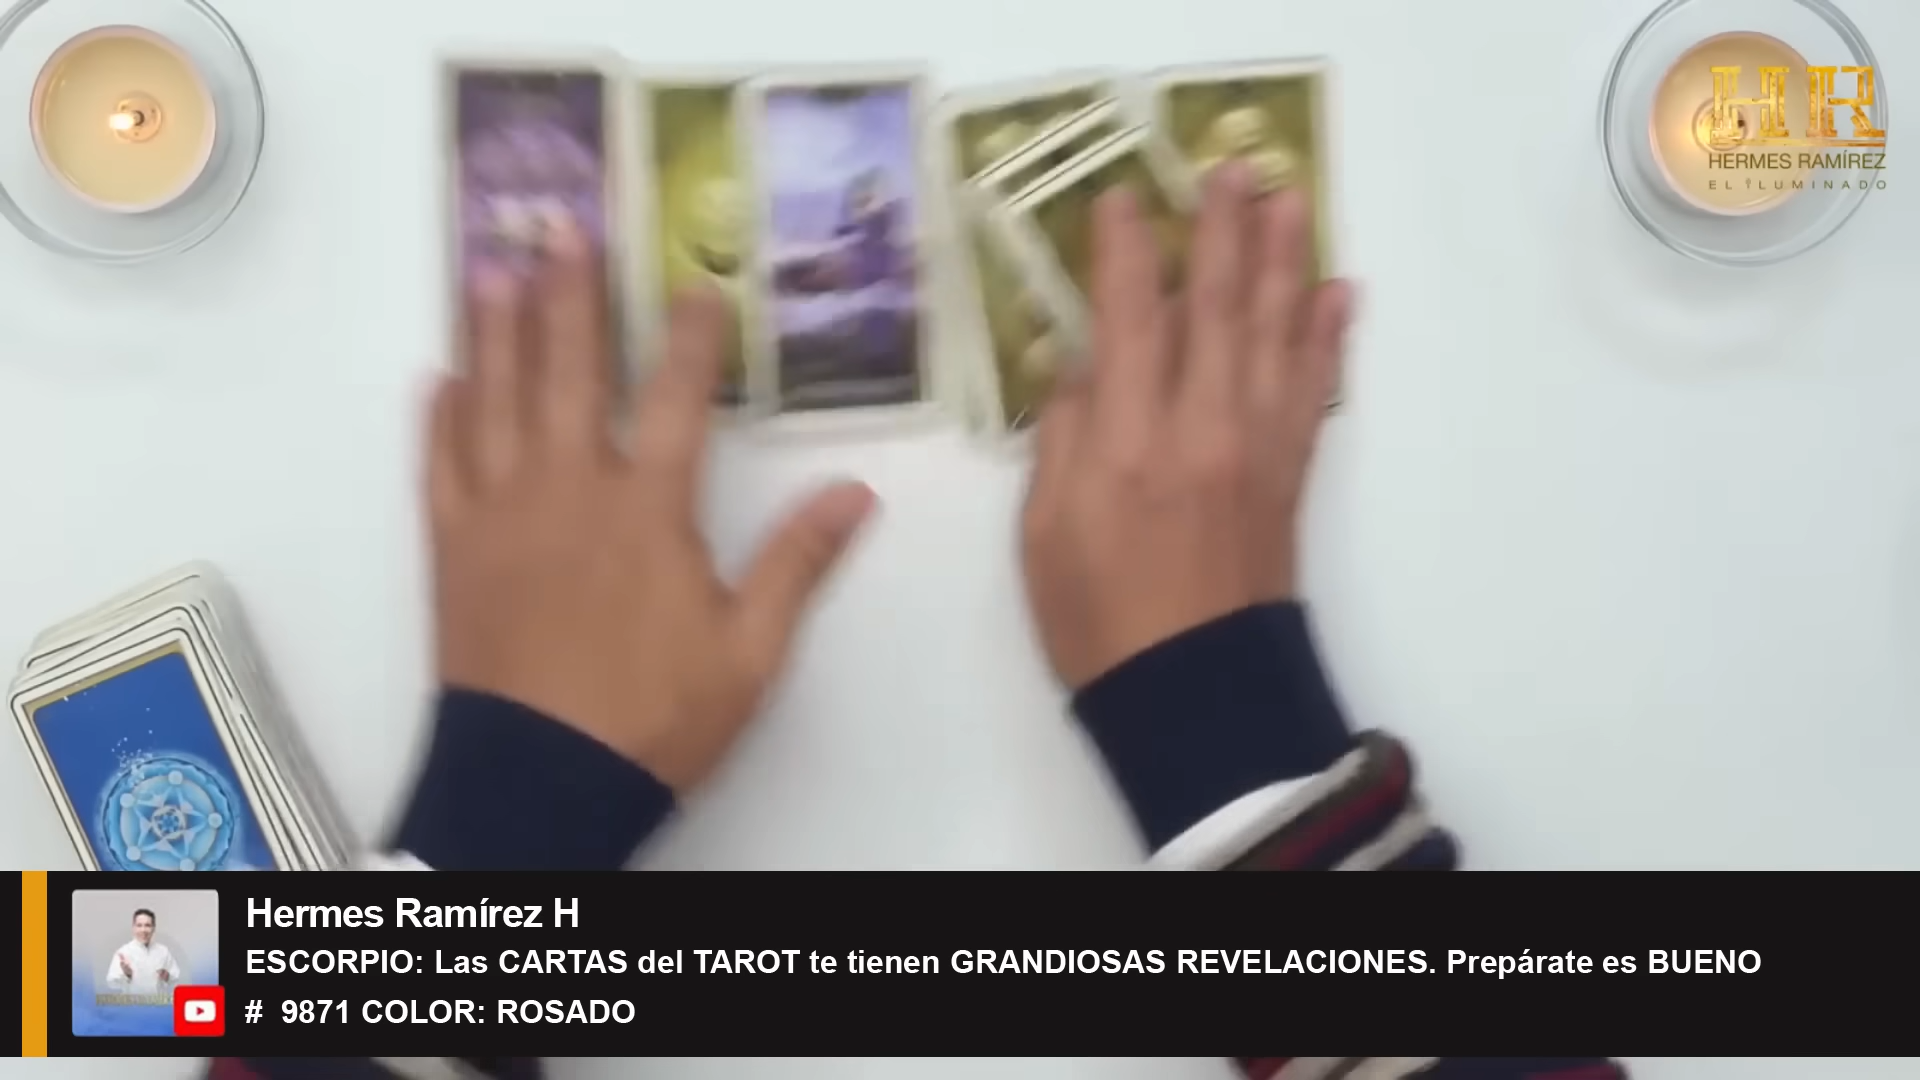 HR
HERMES RAMÍREZ
EL ILUMINADO
Hermes Ramírez H
ESCORPIO: Las CARTAS del TAROT te tienen GRANDIOSAS REVELACIONES. Prepárate es BUENO
# 9871 COLOR: ROSADO